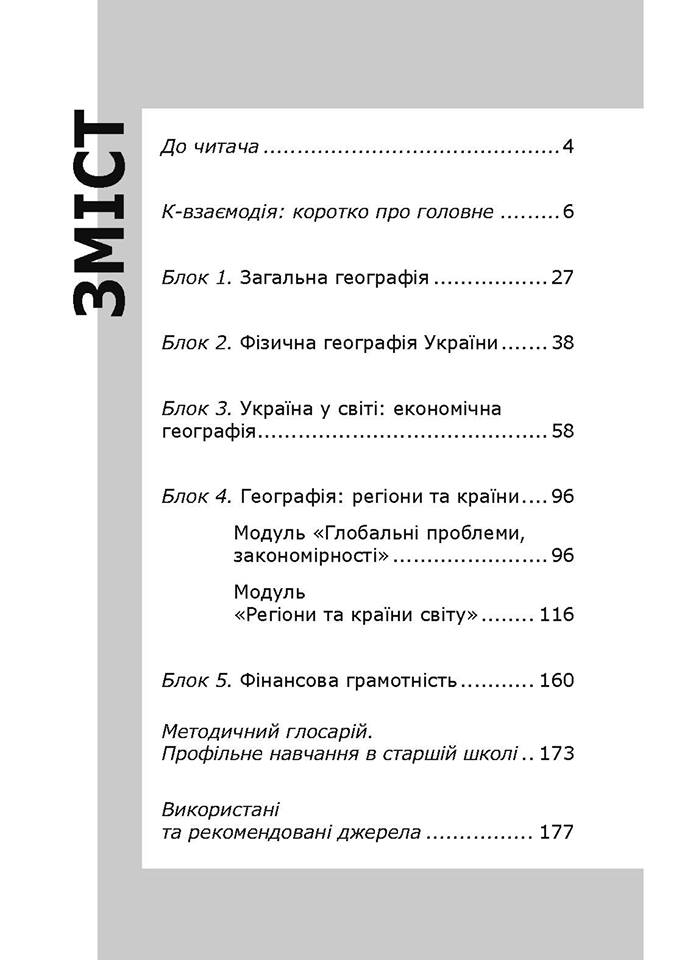 ЗМІСТ
До читача ............................................ 4
К-взаємодія: коротко про головне ......... 6
Блок 1. Загальна географія ................. 27
Блок 2. Фізична географія України ....... 38
Блок 3. Україна у світі: економічна
географія........................................... 58
Блок 4. Географія: регіони та країни .... 96
Модуль «Глобальні проблеми,
закономірності» ....................... 96
Модуль
«Регіони та країни світу» ........ 116
Блок 5. Фінансова грамотність ........... 160
Методичний глосарій.
Профільне навчання в старшій школі .. 173
Використані
та рекомендовані джерела ................ 177